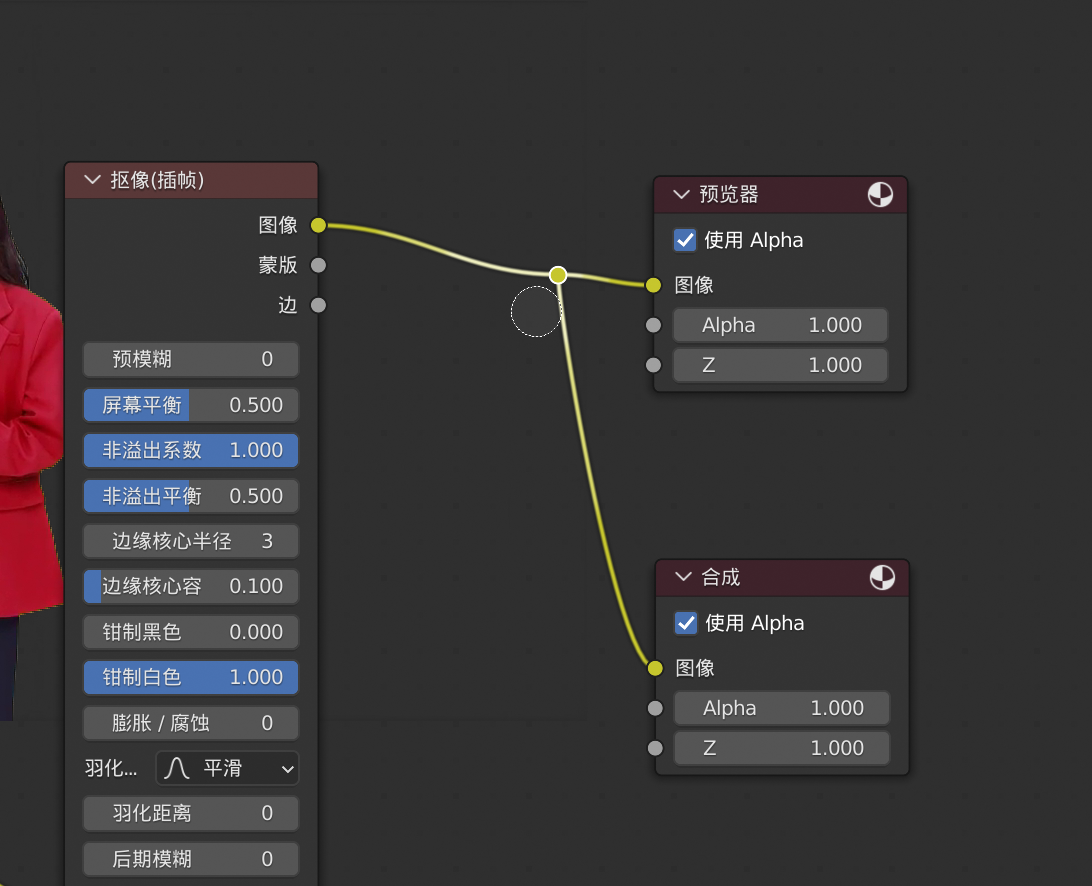 抠像(插帧)
图像
蒙版
边
预模糊 0
屏幕平衡 0.500
非溢出系数 1.000
非溢出平衡 0.500
边缘核心半径 3
边缘核心容 0.100
钳制黑色 0.000
钳制白色 1.000
膨胀 / 腐蚀 0
羽化... 平滑
羽化距离 0
后期模糊 0
预览器
使用 Alpha
图像
Alpha 1.000
Z 1.000
合成
使用 Alpha
图像
Alpha 1.000
Z 1.000